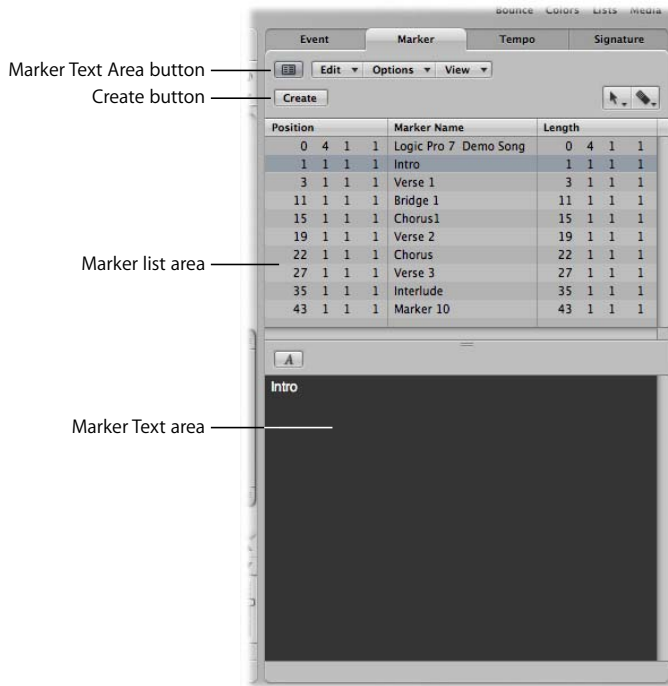 Bounce Colors Lists Media
Event Marker Tempo Signature
Marker Text Area button
Edit Options View
Create button
Create
Position Marker Name Length
0 4 1 1 Logic Pro 7 Demo Song 0 4 1 1
1 1 1 1 Intro 1 1 1 1
3 1 1 1 Verse 1 3 1 1 1
11 1 1 1 Bridge 1 11 1 1 1
15 1 1 1 Chorus1 15 1 1 1
19 1 1 1 Verse 2 19 1 1 1
22 1 1 1 Chorus 22 1 1 1
Marker list area
27 1 1 1 Verse 3 27 1 1 1
35 1 1 1 Interlude 35 1 1 1
43 1 1 1 Marker 10 43 1 1 1
A
Intro
Marker Text area